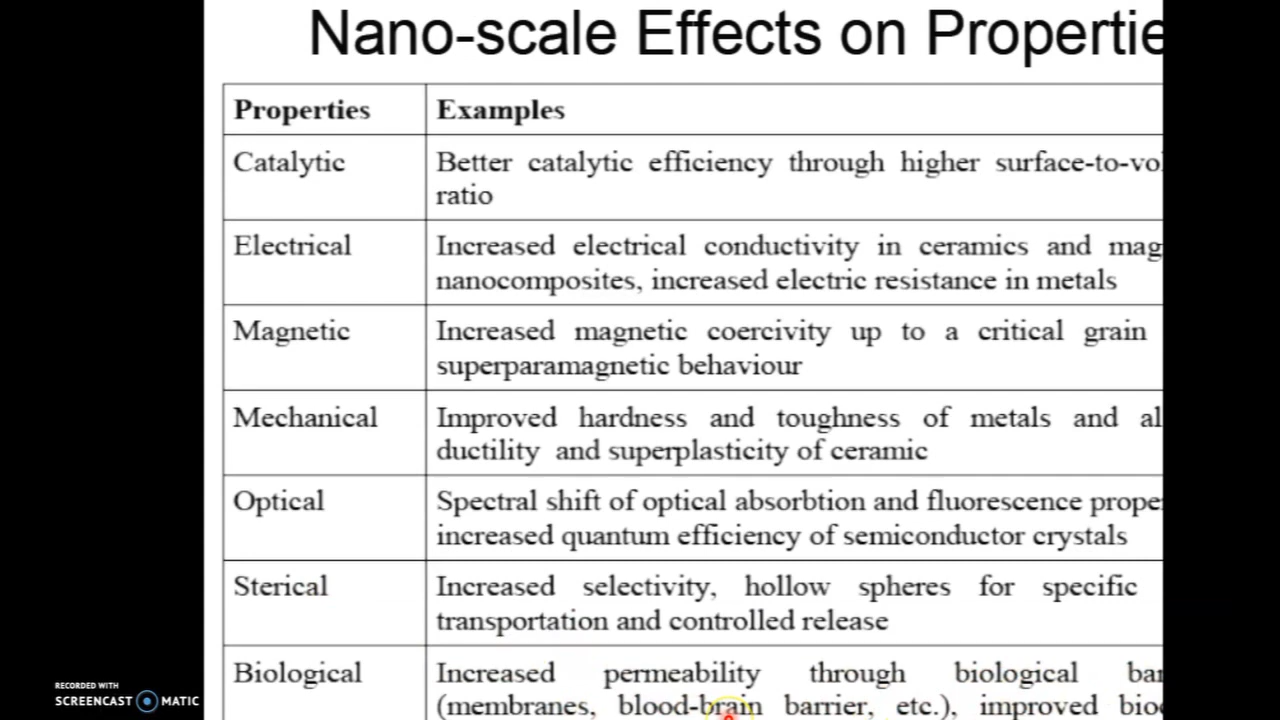 Nano-scale Effects on Propertie
Properties
Examples
Catalytic
Better catalytic efficiency through higher surface-to-vol
ratio
Electrical
Increased electrical conductivity in ceramics and mag
nanocomposites, increased electric resistance in metals
Magnetic
Increased magnetic coercivity up to a critical grain
superparamagnetic behaviour
Mechanical
Improved hardness and toughness of metals and al
ductility and superplasticity of ceramic
Optical
Spectral shift of optical absorbtion and fluorescence proper
increased quantum efficiency of semiconductor crystals
Sterical
Increased selectivity, hollow spheres for specific
transportation and controlled release
Biological
Increased permeability through biological bar
(membranes, blood-brain barrier, etc.), improved bioc
RECORDED WITH
SCREENCAST MATIC